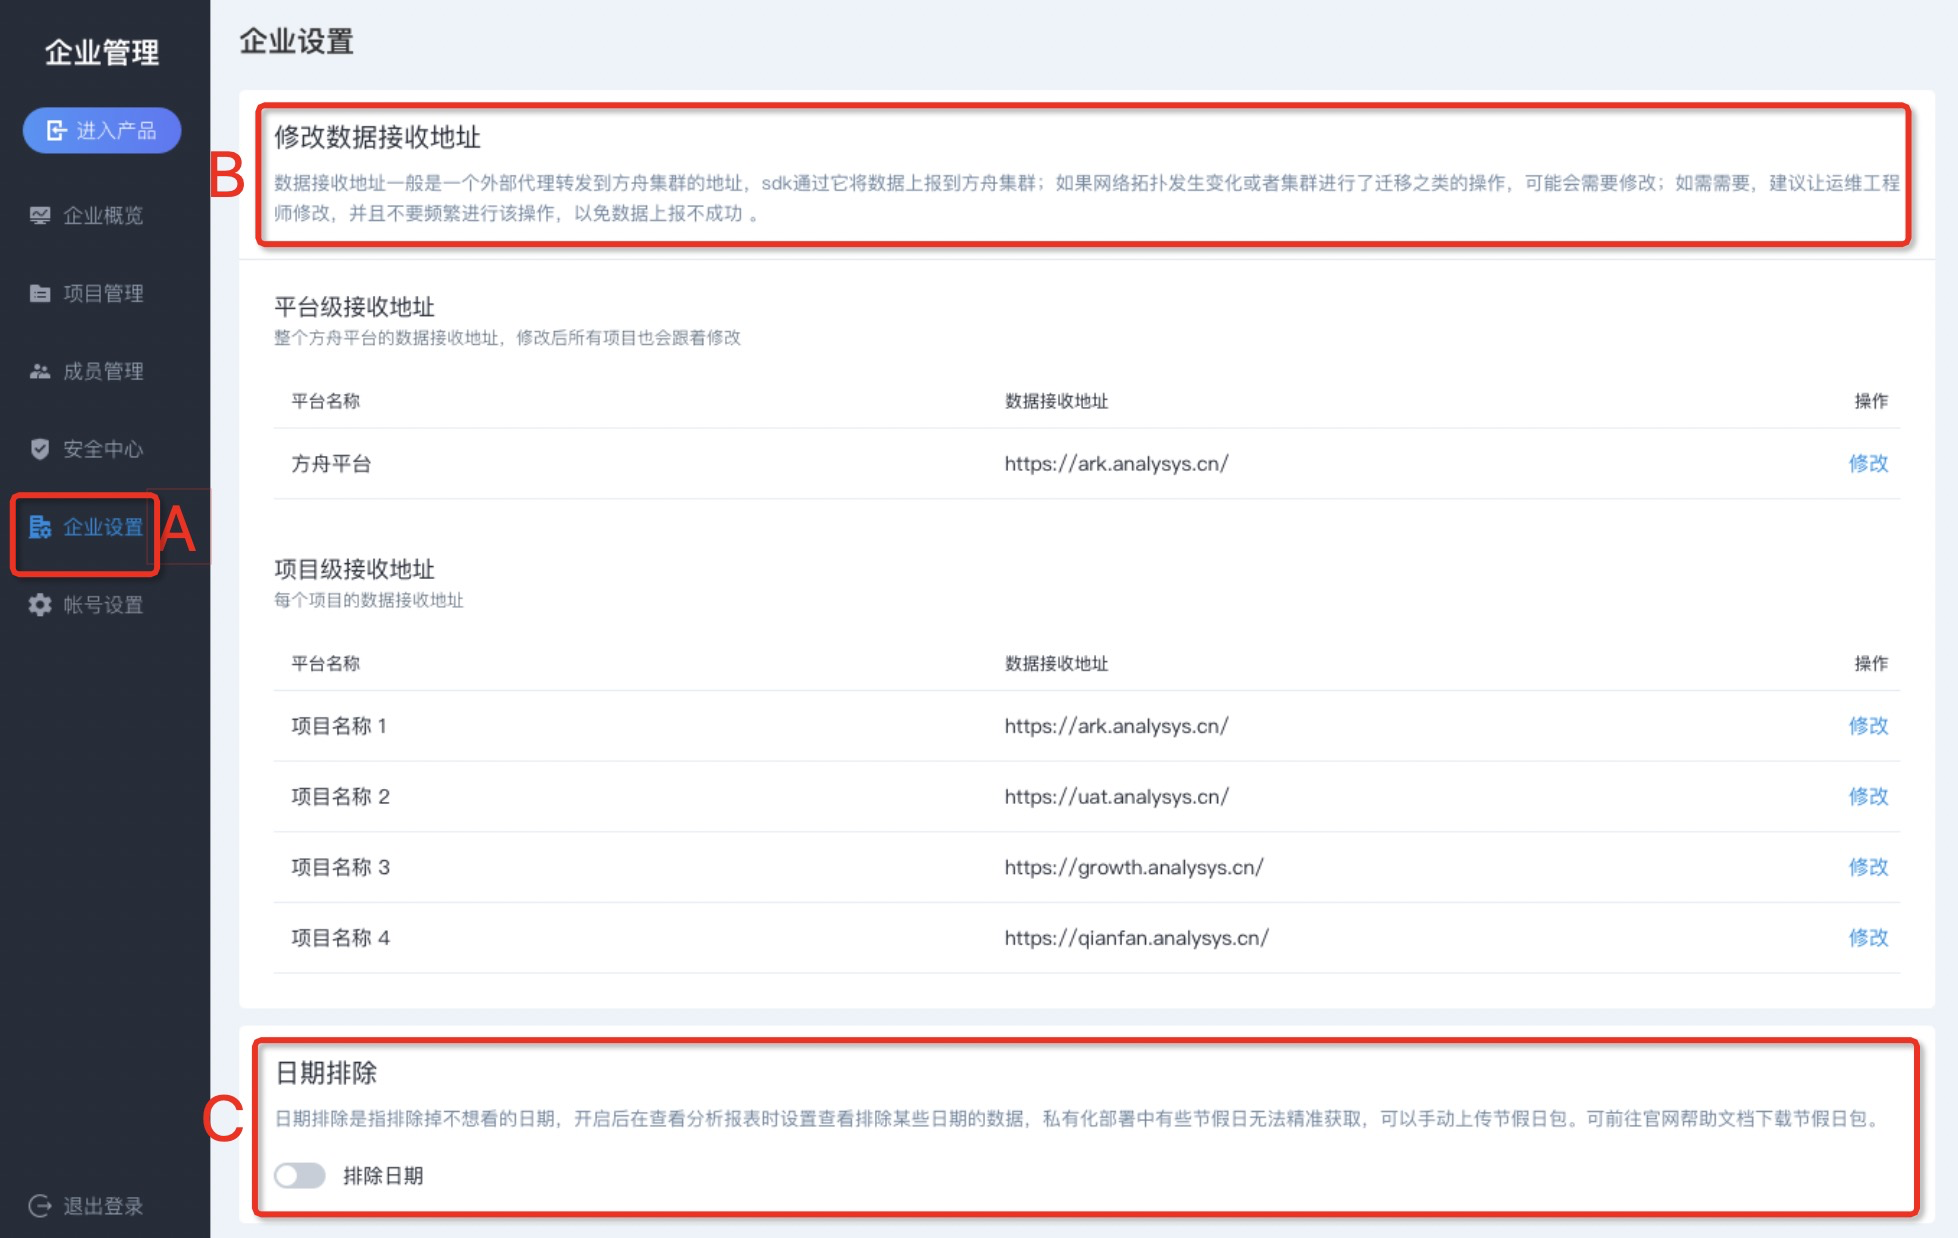 企业管理
进入产品
企业概览
项目管理
成员管理
安全中心
企业设置
A
帐号设置
退出登录
企业设置
B
修改数据接收地址
数据接收地址一般是一个外部代理转发到方舟集群的地址，sdk通过它将数据上报到方舟集群；如果网络拓扑发生变化或者集群进行了迁移之类的操作，可能会需要修改；如需需要，建议让运维工程
师修改，并且不要频繁进行该操作，以免数据上报不成功 。
平台级接收地址
整个方舟平台的数据接收地址，修改后所有项目也会跟着修改
平台名称 数据接收地址 操作
方舟平台 https://ark.analysys.cn/ 修改
项目级接收地址
每个项目的数据接收地址
平台名称 数据接收地址 操作
项目名称 1 https://ark.analysys.cn/ 修改
项目名称 2 https://uat.analysys.cn/ 修改
项目名称 3 https://growth.analysys.cn/ 修改
项目名称 4 https://qianfan.analysys.cn/ 修改
C
日期排除
日期排除是指排除掉不想看的日期，开启后在查看分析报表时设置查看排除某些日期的数据，私有化部署中有些节假日无法精准获取，可以手动上传节假日包。可前往官网帮助文档下载节假日包。
排除日期